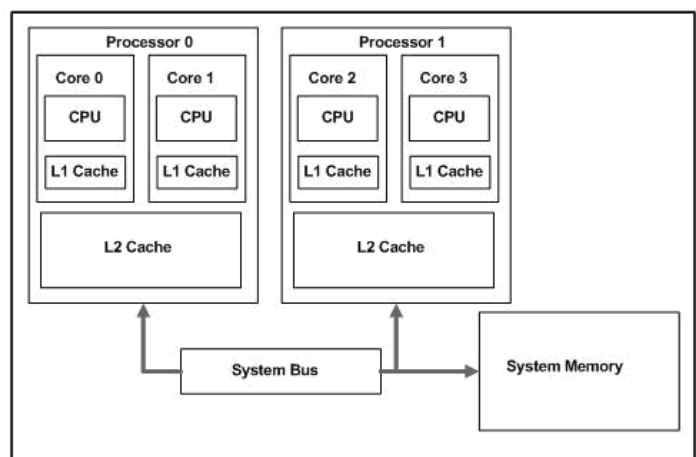 Processor 0
Processor 1
Core 0
Core 1
Core 2
Core 3
CPU
CPU
CPU
CPU
L1 Cache
L1 Cache
L1 Cache
L1 Cache
L2 Cache
L2 Cache
System Bus
System Memory